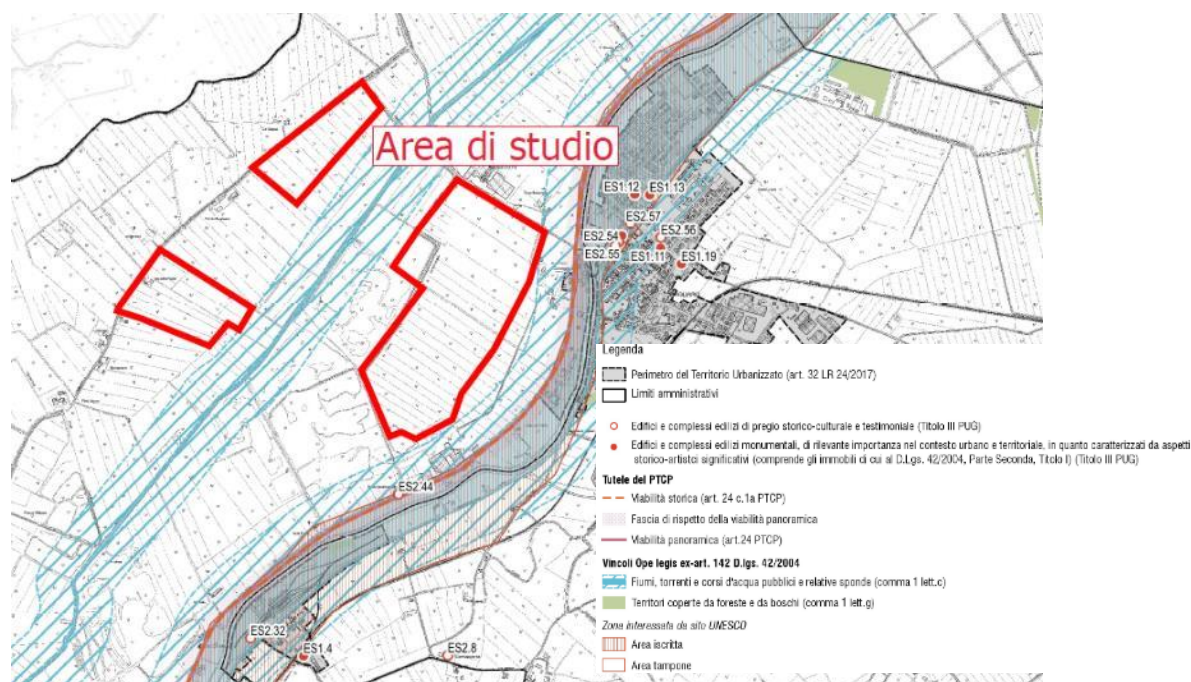 Area di studio
ES1.12
ES1.13
ES2.57
ES2.54
ES2.56
ES2.55
ES1.11
ES1.19
ES2.44
ES2.32
ES1.4
ES2.8
Legenda
Perimetro del Territorio Urbanizzato (art. 32 LR 24/2017)
Limiti amministrativi
Edifici e complessi edilizi di pregio storico-culturale e testimoniale (Titolo III PUG)
Edifici e complessi edilizi monumentali, di rilevante importanza nel contesto urbano e territoriale, in quanto caratterizzati da aspetti
storico-artistci significativi (comprende gli immobili di cui al D.Lgs. 42/2004, Parte Seconda, Titolo I) (Titolo III PUG)
Tutele del PTCP
Viabilità storica (art. 24 c.1a PTCP)
Fascia di rispetto della viabilità panoramica
Viabilità panoramica (art.24 PTCP)
Vincoli Ope legis ex-art. 142 D.lgs. 42/2004
Fiumi, torrenti e corsi d'acqua pubblici e relative sponde (comma 1 lett.c)
Territori coperte da foreste e da boschi (comma 1 lett.g)
Zona interessata da sito UNESCO
Area iscritta
Area tampone